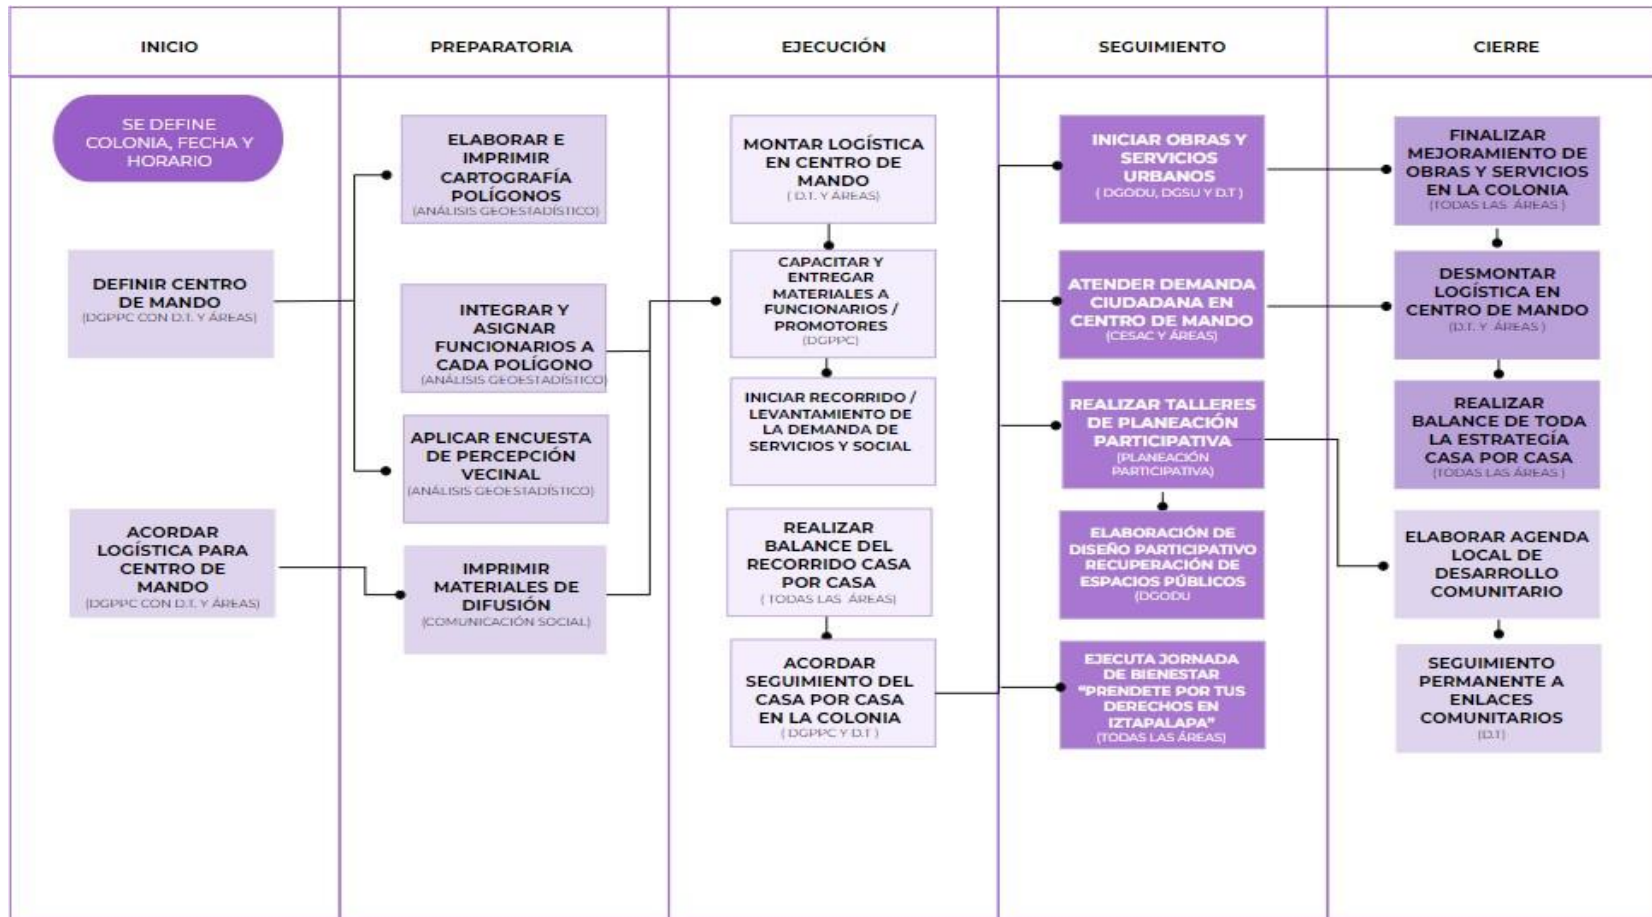 INICIO
PREPARATORIA
EJECUCIÓN
SEGUIMIENTO
CIERRE
SE DEFINE
COLONIA, FECHA Y
HORARIO
DEFINIR CENTRO
DE MANDO
(DGPPC CON D.T. Y ÁREAS)
ACORDAR
LOGÍSTICA PARA
CENTRO DE
MANDO
(DGPPC CON D.T. Y ÁREAS)
ELABORAR E
IMPRIMIR
CARTOGRAFÍA
POLÍGONOS
(ANÁLISIS GEOESTADÍSTICO)
INTEGRAR Y
ASIGNAR
FUNCIONARIOS A
CADA POLÍGONO
(ANÁLISIS GEOESTADÍSTICO)
APLICAR ENCUESTA
DE PERCEPCIÓN
VECINAL
(ANÁLISIS GEOESTADÍSTICO)
IMPRIMIR
MATERIALES DE
DIFUSIÓN
(COMUNICACIÓN SOCIAL)
MONTAR LOGÍSTICA
EN CENTRO DE
MANDO
( D.T. Y ÁREAS)
CAPACITAR Y
ENTREGAR
MATERIALES A
FUNCIONARIOS /
PROMOTORES
(DGPPC)
INICIAR RECORRIDO /
LEVANTAMIENTO DE
LA DEMANDA DE
SERVICIOS Y SOCIAL
REALIZAR
BALANCE DEL
RECORRIDO CASA
POR CASA
( TODAS LAS ÁREAS)
ACORDAR
SEGUIMIENTO DEL
CASA POR CASA
EN LA COLONIA
( DGPPC Y D.T )
INICIAR OBRAS Y
SERVICIOS
URBANOS
( DGODU, DGSU Y D.T )
ATENDER DEMANDA
CIUDADANA EN
CENTRO DE MANDO
(CESAC Y ÁREAS)
REALIZAR TALLERES
DE PLANEACIÓN
PARTICIPATIVA
(PLANEACIÓN
PARTICIPATIVA)
ELABORACIÓN DE
DISEÑO PARTICIPATIVO
RECUPERACIÓN DE
ESPACIOS PÚBLICOS
(DGODU
EJECUTA JORNADA
DE BIENESTAR
“PRENDETE POR TUS
DERECHOS EN
IZTAPALAPA”
(TODAS LAS ÁREAS)
FINALIZAR
MEJORAMIENTO DE
OBRAS Y SERVICIOS
EN LA COLONIA
(TODAS LAS ÁREAS )
DESMONTAR
LOGÍSTICA EN
CENTRO DE MANDO
(D.T. Y ÁREAS )
REALIZAR
BALANCE DE TODA
LA ESTRATEGÍA
CASA POR CASA
(TODAS LAS ÁREAS )
ELABORAR AGENDA
LOCAL DE
DESARROLLO
COMUNITARIO
SEGUIMIENTO
PERMANENTE A
ENLACES
COMUNITARIOS
(D.T)